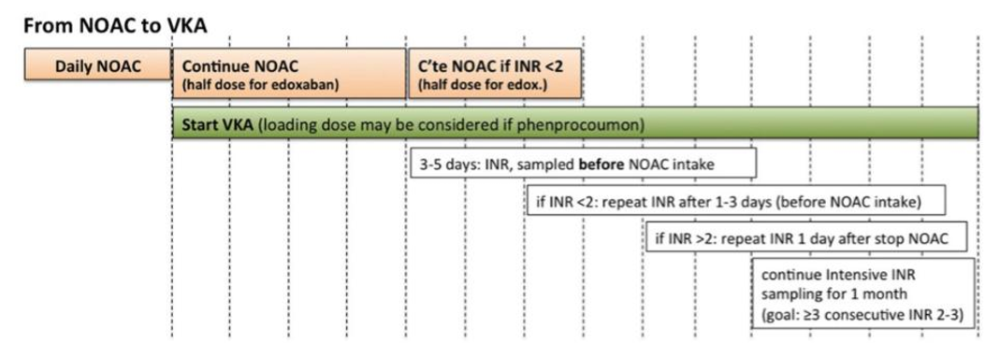 From NOAC to VKA
Daily NOAC
Continue NOAC
(half dose for edoxaban)
C'te NOAC if INR <2
(half dose for edox.)
Start VKA (loading dose may be considered if phenprocoumon)
3-5 days: INR, sampled before NOAC intake
if INR <2: repeat INR after 1-3 days (before NOAC intake)
if INR >2: repeat INR 1 day after stop NOAC
continue Intensive INR
sampling for 1 month
(goal: ≥3 consecutive INR 2-3)